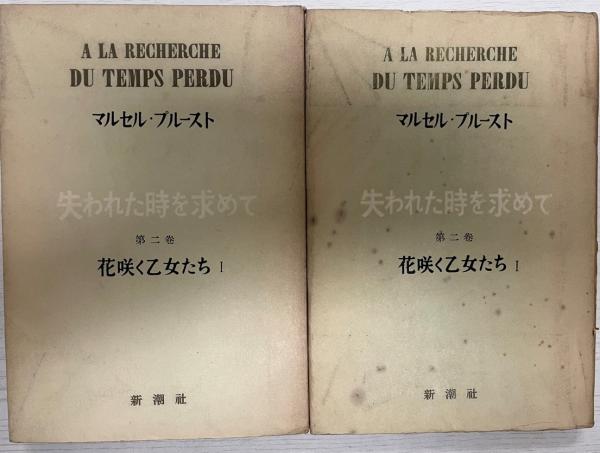 A LA RECHERCHE
DU TEMPS PERDU
マルセル・プルースト
失われた時を求めて
第二巻
花咲く乙女たち I
新潮社
A LA RECHERCHE
DU TEMPS PERDU
マルセル・プルースト
失われた時を求めて
第二巻
花咲く乙女たち I
新潮社